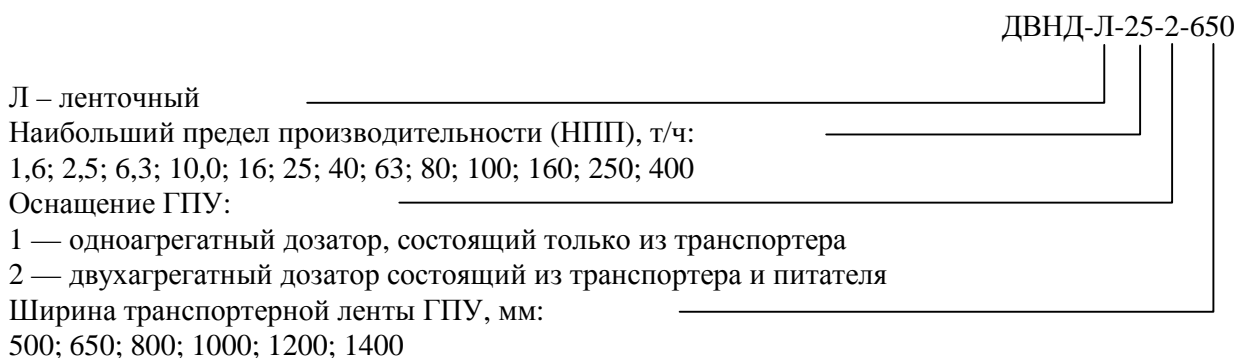 ДВНД-Л-25-2-650
Л – ленточный
Наибольший предел производительности (НПП), т/ч:
1,6; 2,5; 6,3; 10,0; 16; 25; 40; 63; 80; 100; 160; 250; 400
Оснащение ГПУ:
1 — одноагрегатный дозатор, состоящий только из транспортера
2 — двухагрегатный дозатор состоящий из транспортера и питателя
Ширина транспортерной ленты ГПУ, мм:
500; 650; 800; 1000; 1200; 1400